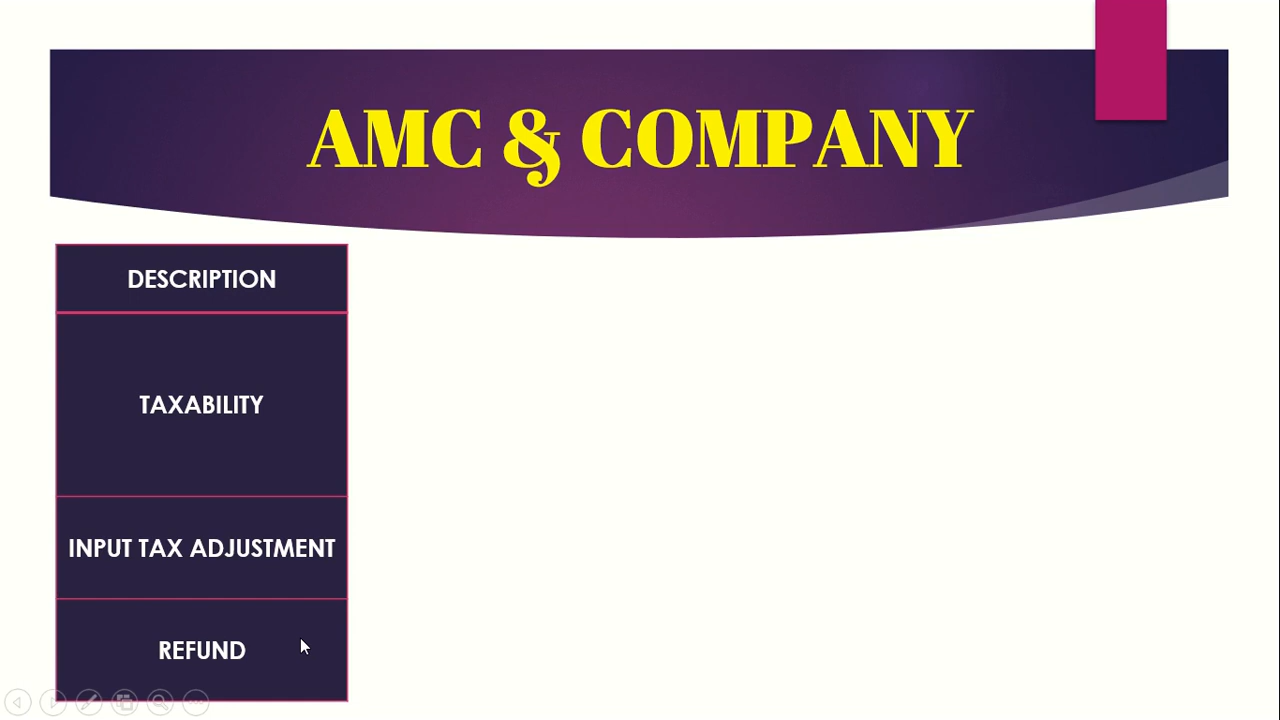 AMC & COMPANY
DESCRIPTION
TAXABILITY
INPUT TAX ADJUSTMENT
REFUND